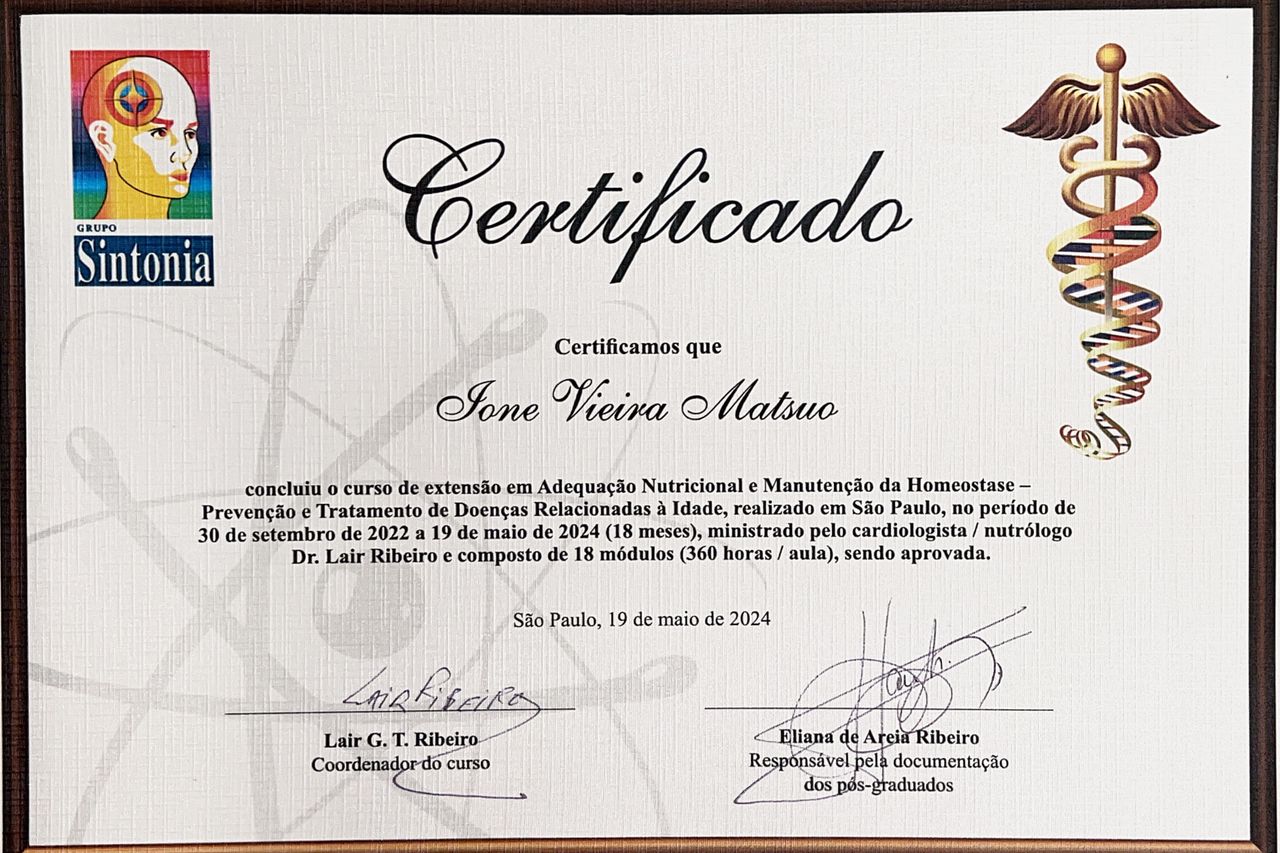 GRUPO
Sintonia
Certificado
Certificamos que
Ione Vieira Matsuo
concluiu o curso de extensão em Adequação Nutricional e Manutenção da Homeostase –
Prevenção e Tratamento de Doenças Relacionadas à Idade, realizado em São Paulo, no período de
30 de setembro de 2022 a 19 de maio de 2024 (18 meses), ministrado pelo cardiologista / nutrólogo
Dr. Lair Ribeiro e composto de 18 módulos (360 horas / aula), sendo aprovada.
São Paulo, 19 de maio de 2024
LAIR RIBEIRO
Lair G. T. Ribeiro
Coordenador do curso
Eliana de Areia Ribeiro
Responsável pela documentação
dos pós-graduados